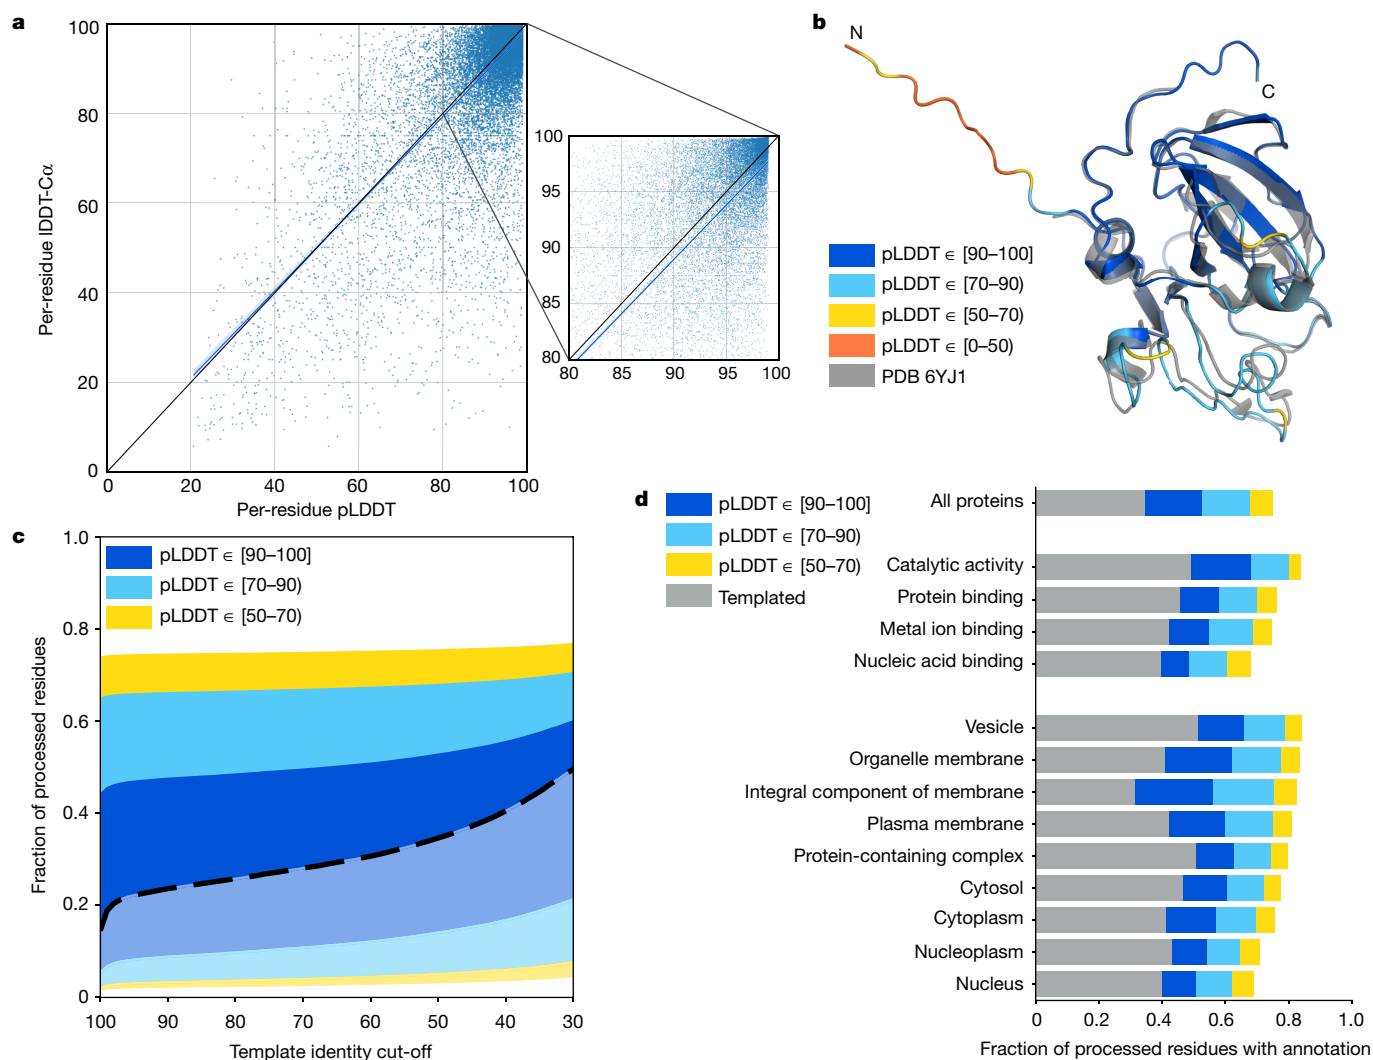 a
100
80
60
40
20
0
Per-residue lDDT-Cα
0 20 40 60 80 100
Per-residue pLDDT
100
95
90
85
80
80 85 90 95 100
b
N
C
pLDDT ∈ [90–100]
pLDDT ∈ [70–90)
pLDDT ∈ [50–70)
pLDDT ∈ [0–50)
PDB 6YJ1
c
pLDDT ∈ [90–100]
pLDDT ∈ [70–90)
pLDDT ∈ [50–70)
1.0
0.8
0.6
0.4
0.2
0
Fraction of processed residues
100 90 80 70 60 50 40 30
Template identity cut-off
d
pLDDT ∈ [90–100]
pLDDT ∈ [70–90)
pLDDT ∈ [50–70)
Templated
All proteins
Catalytic activity
Protein binding
Metal ion binding
Nucleic acid binding
Vesicle
Organelle membrane
Integral component of membrane
Plasma membrane
Protein-containing complex
Cytosol
Cytoplasm
Nucleoplasm
Nucleus
0 0.2 0.4 0.6 0.8 1.0
Fraction of processed residues with annotation